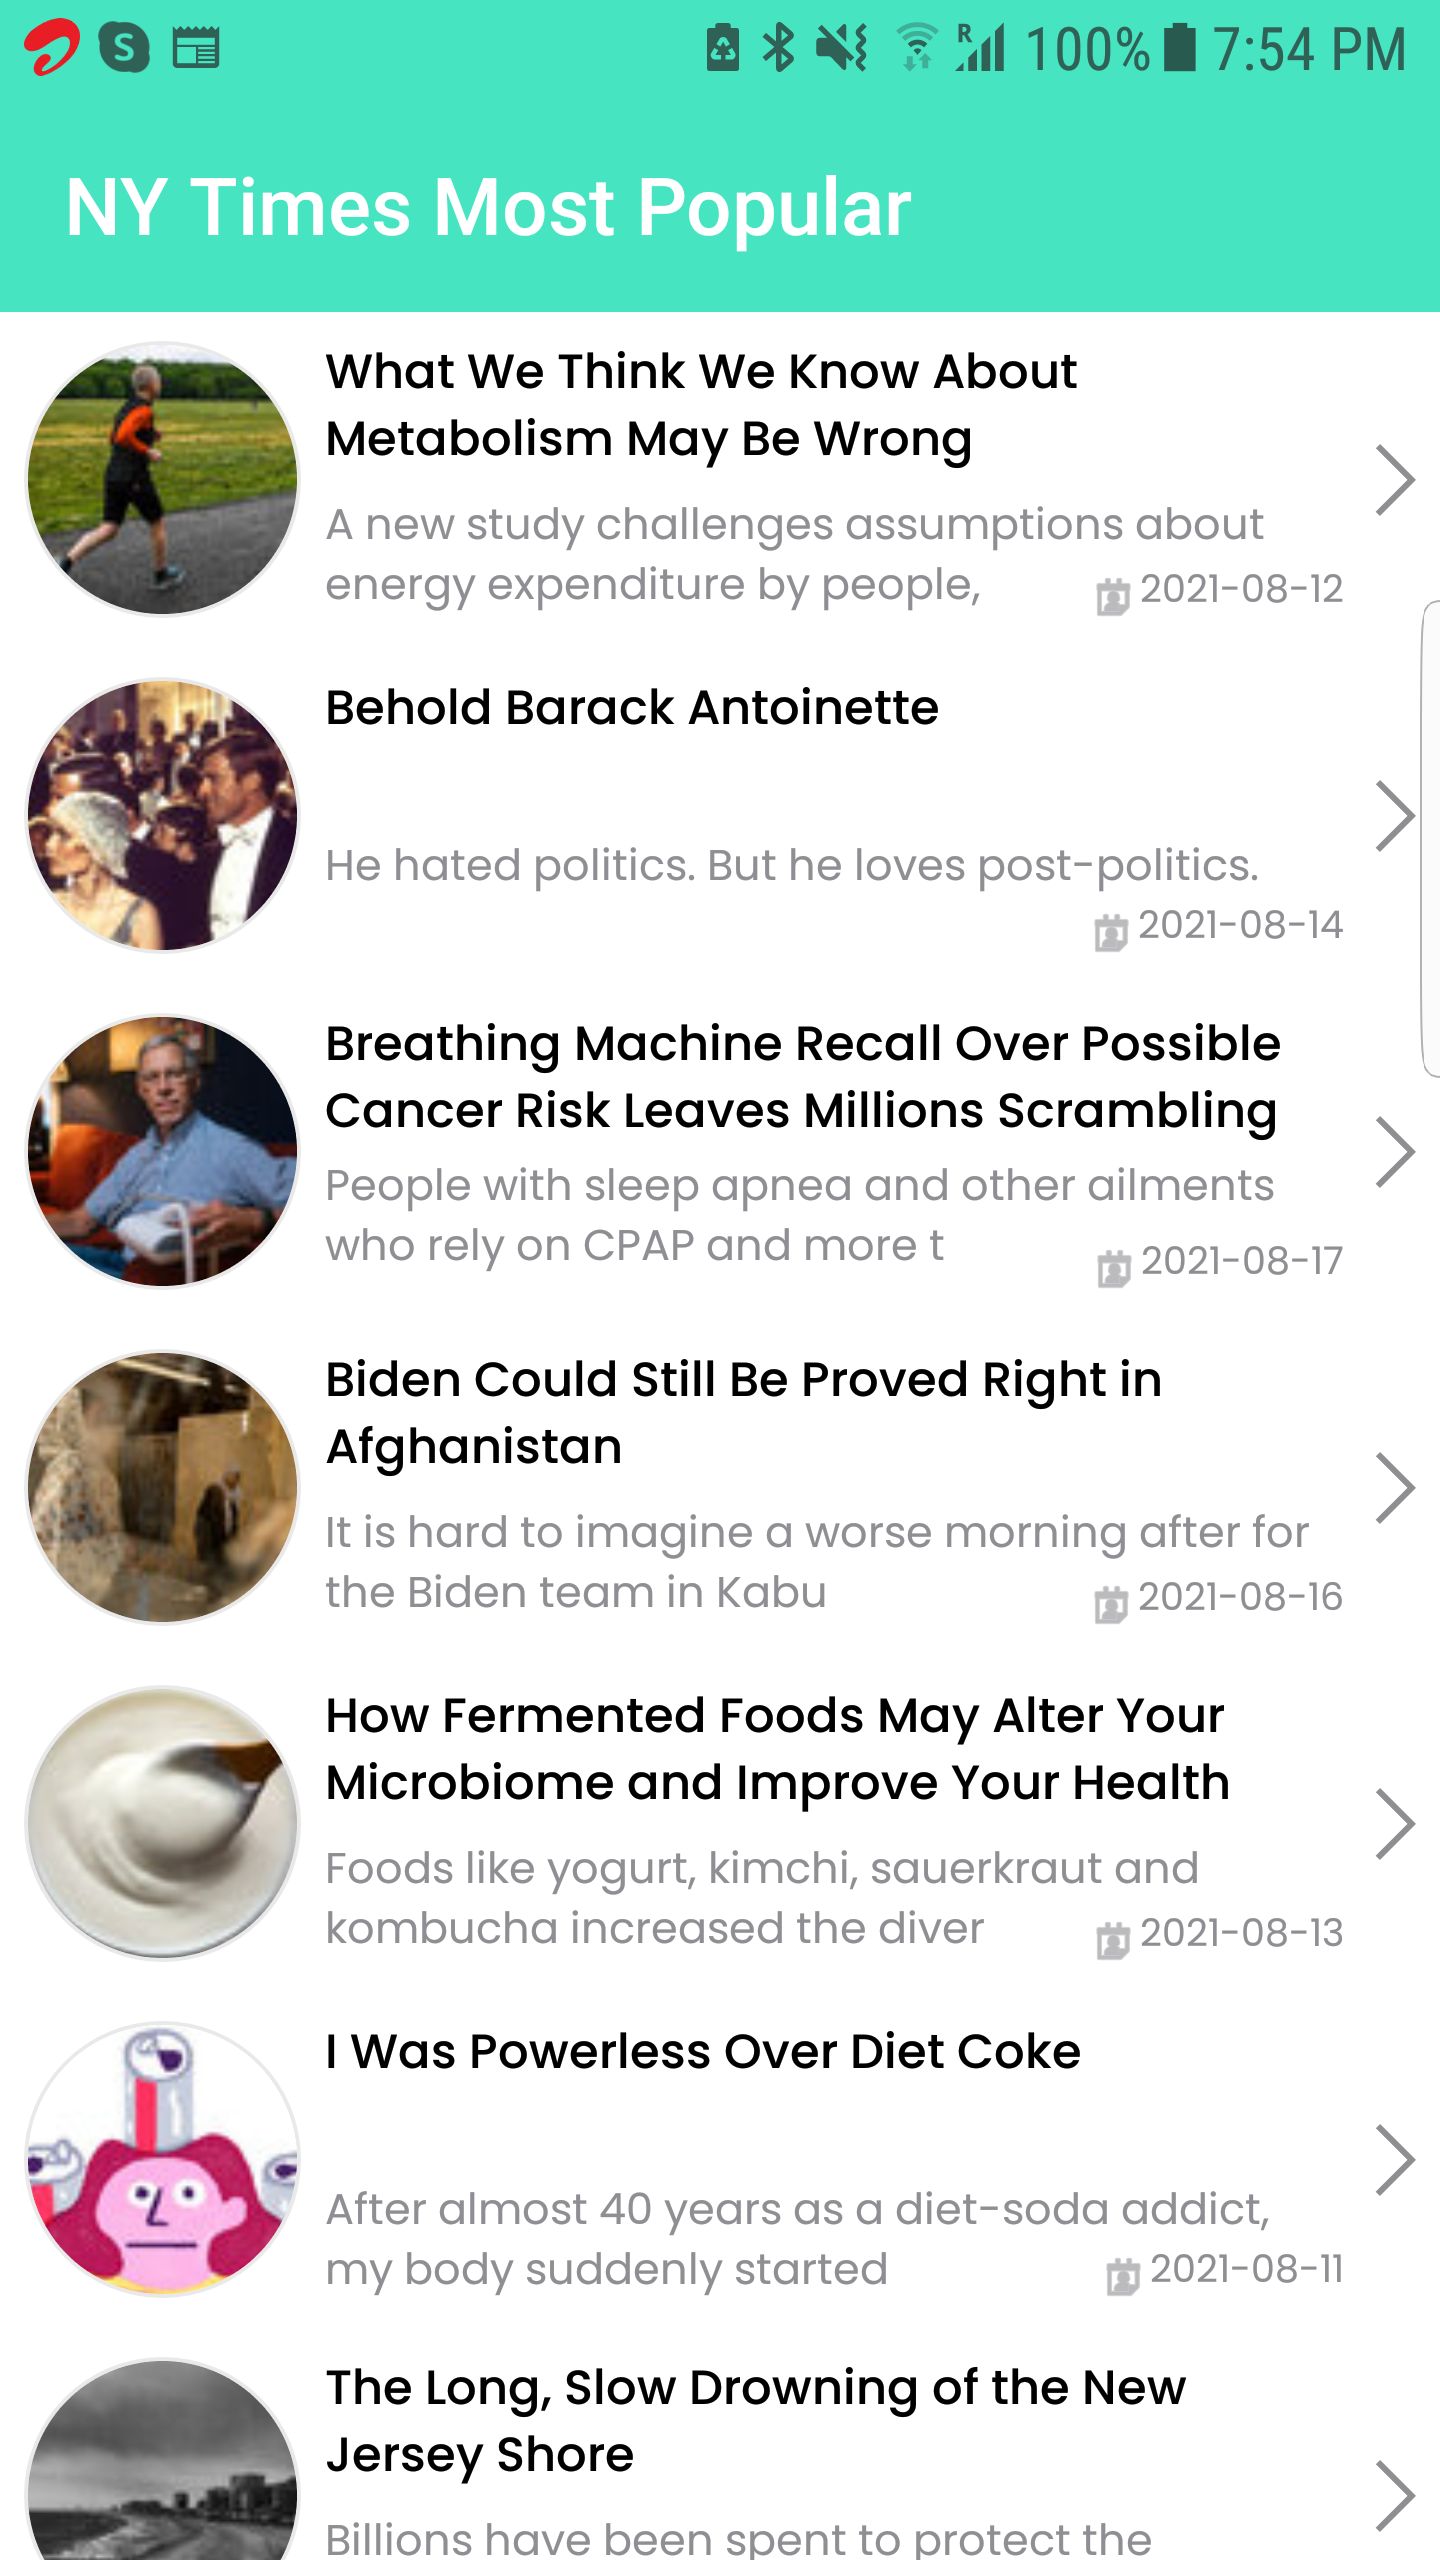 S
R
100%
7:54 PM
NY Times Most Popular
What We Think We Know About
Metabolism May Be Wrong
A new study challenges assumptions about
energy expenditure by people,
2021-08-12
Behold Barack Antoinette
He hated politics. But he loves post-politics.
2021-08-14
Breathing Machine Recall Over Possible
Cancer Risk Leaves Millions Scrambling
People with sleep apnea and other ailments
who rely on CPAP and more t
2021-08-17
Biden Could Still Be Proved Right in
Afghanistan
It is hard to imagine a worse morning after for
the Biden team in Kabu
2021-08-16
How Fermented Foods May Alter Your
Microbiome and Improve Your Health
Foods like yogurt, kimchi, sauerkraut and
kombucha increased the diver
2021-08-13
I Was Powerless Over Diet Coke
After almost 40 years as a diet-soda addict,
my body suddenly started
2021-08-11
The Long, Slow Drowning of the New
Jersey Shore
Billions have been spent to protect the